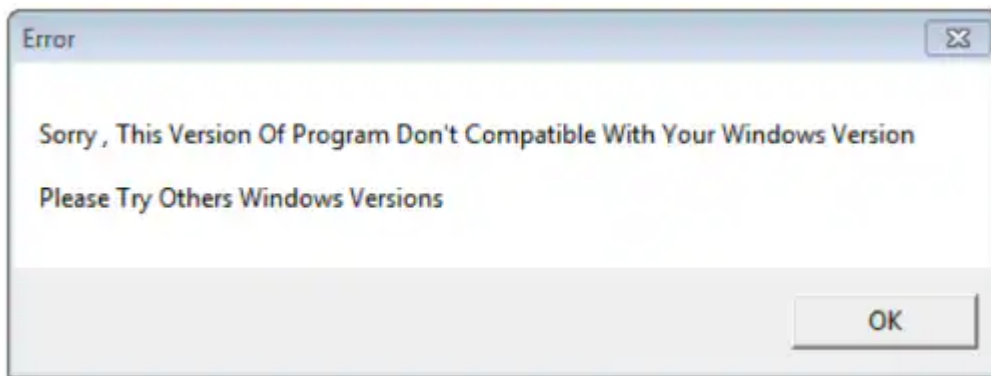 Error
Sorry , This Version Of Program Don't Compatible With Your Windows Version
Please Try Others Windows Versions
OK